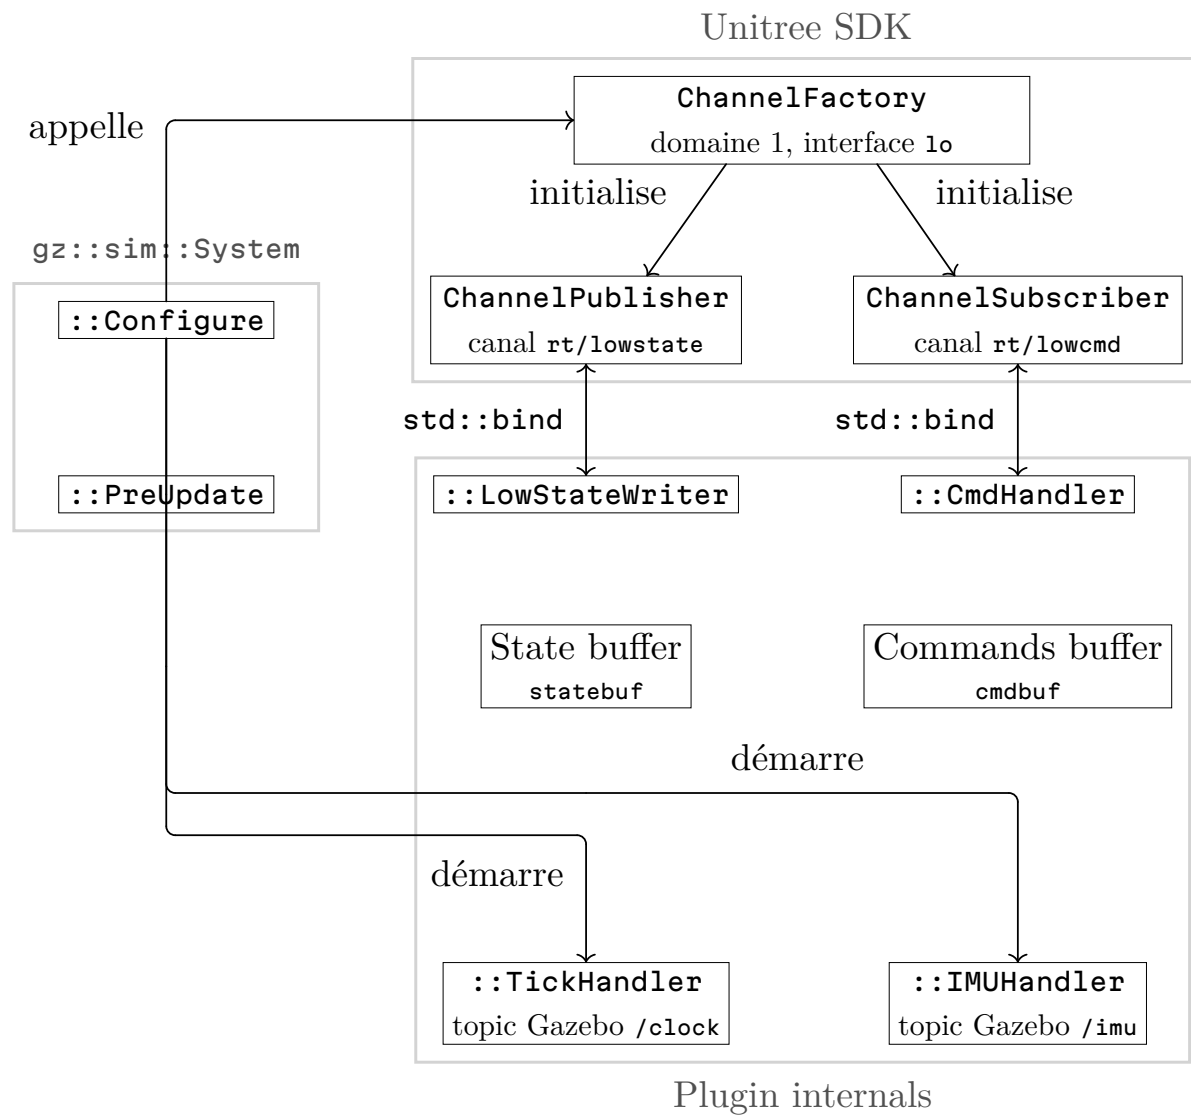 Unitree SDK
ChannelFactory
domaine 1, interface lo
appelle
initialise
initialise
gz::sim::System
::Configure
ChannelPublisher
canal rt/lowstate
ChannelSubscriber
canal rt/lowcmd
std::bind
std::bind
::PreUpdate
::LowStateWriter
::CmdHandler
State buffer
statebuf
Commands buffer
cmdbuf
démarre
démarre
::TickHandler
topic Gazebo /clock
::IMUHandler
topic Gazebo /imu
Plugin internals